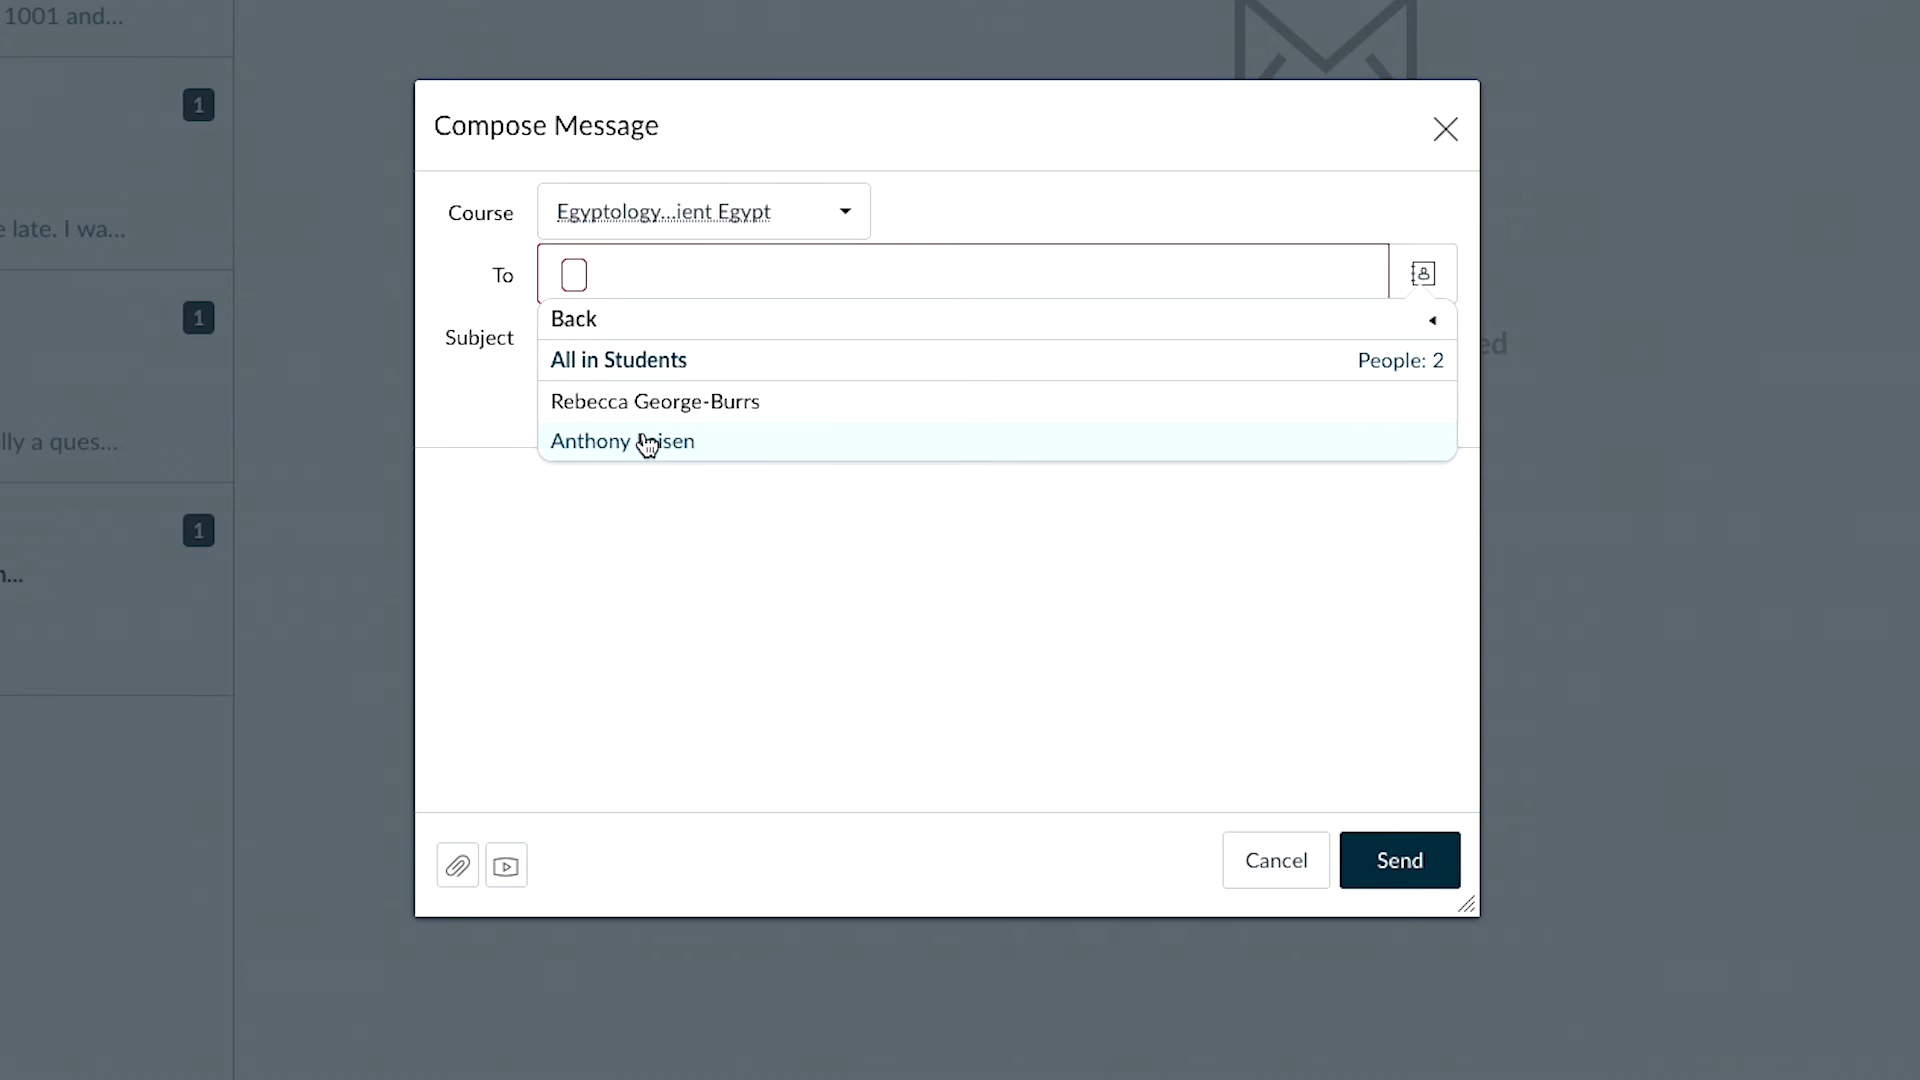 1001 and...
1
Compose Message
e late. I wa...
Course
Egyptology...ient Egypt
To
1
Back
Subject
ed
All in Students
People: 2
Rebecca George-Burrs
lly a ques...
Anthony
1
n...
Cancel
Send